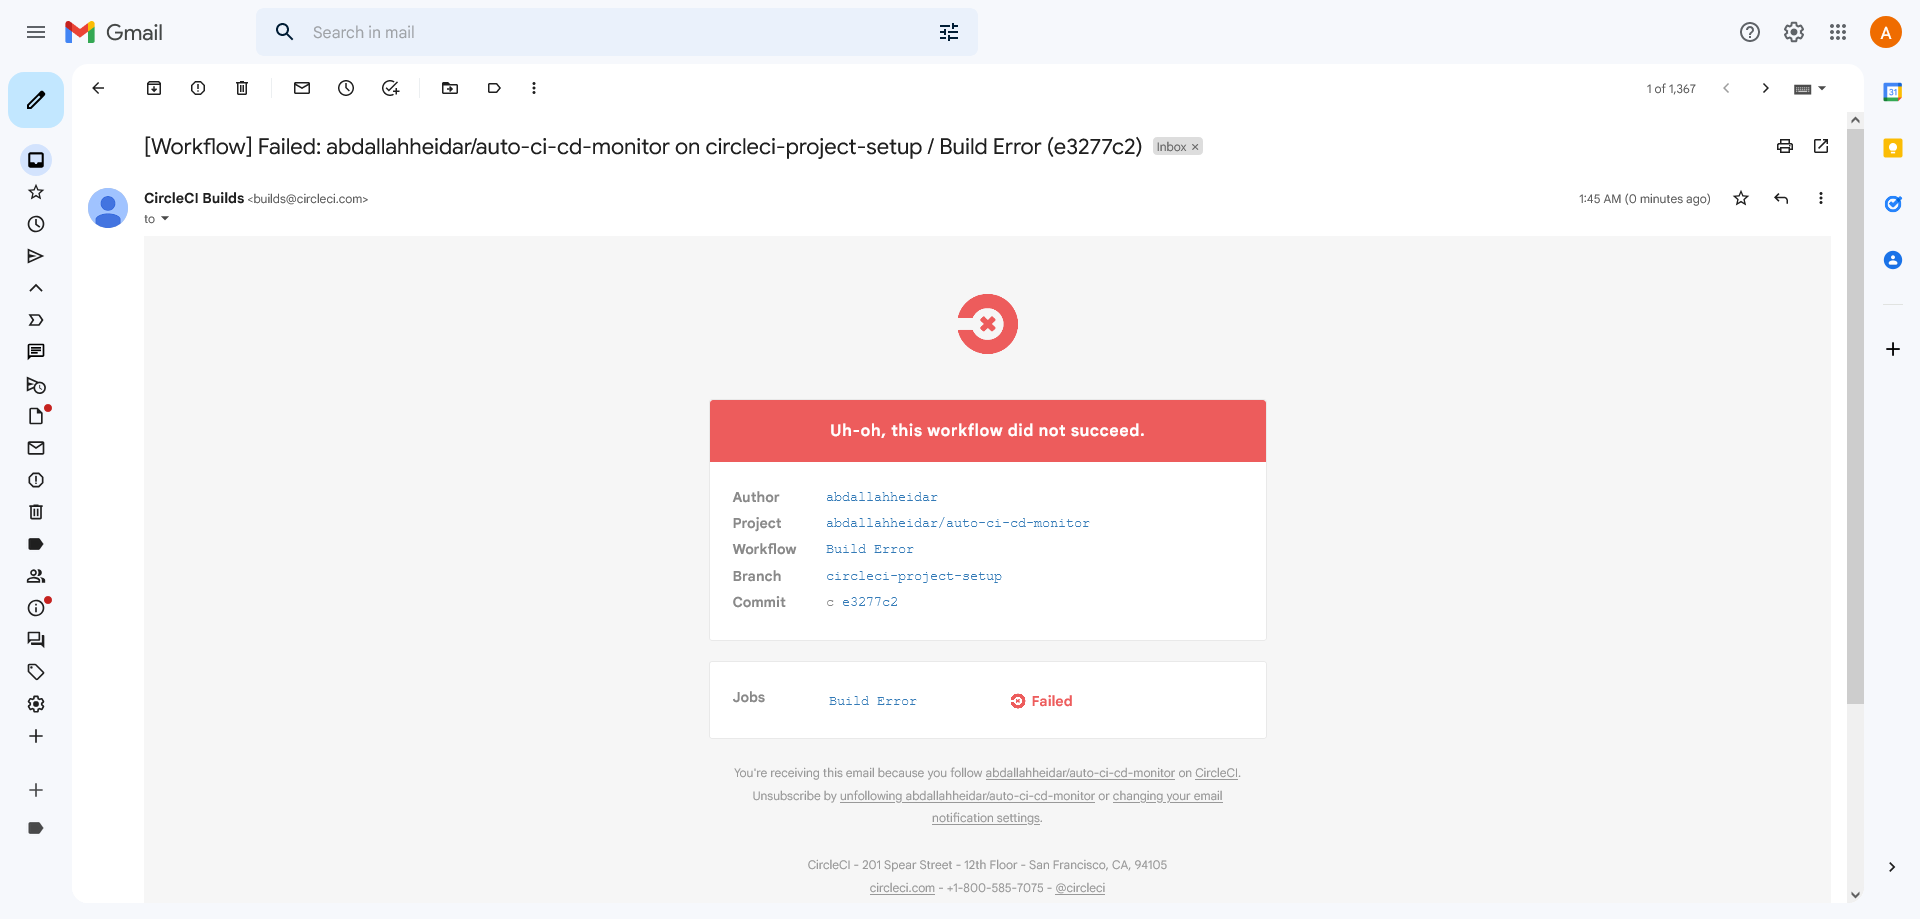 Gmail
Search in mail
A
1 of 1,367
31
[Workflow] Failed: abdallahheidar/auto-ci-cd-monitor on circleci-project-setup / Build Error (e3277c2)
Inbox ×
CircleCI Builds <builds@circleci.com>
1:45 AM (0 minutes ago)
to
Uh-oh, this workflow did not succeed.
Author abdallahheidar
Project abdallahheidar/auto-ci-cd-monitor
Workflow Build Error
Branch circleci-project-setup
Commit c e3277c2
Jobs Build Error Failed
You're receiving this email because you follow abdallahheidar/auto-ci-cd-monitor on CircleCI.
Unsubscribe by unfollowing abdallahheidar/auto-ci-cd-monitor or changing your email
notification settings.
CircleCI - 201 Spear Street - 12th Floor - San Francisco, CA, 94105
circleci.com - +1-800-585-7075 - @circleci